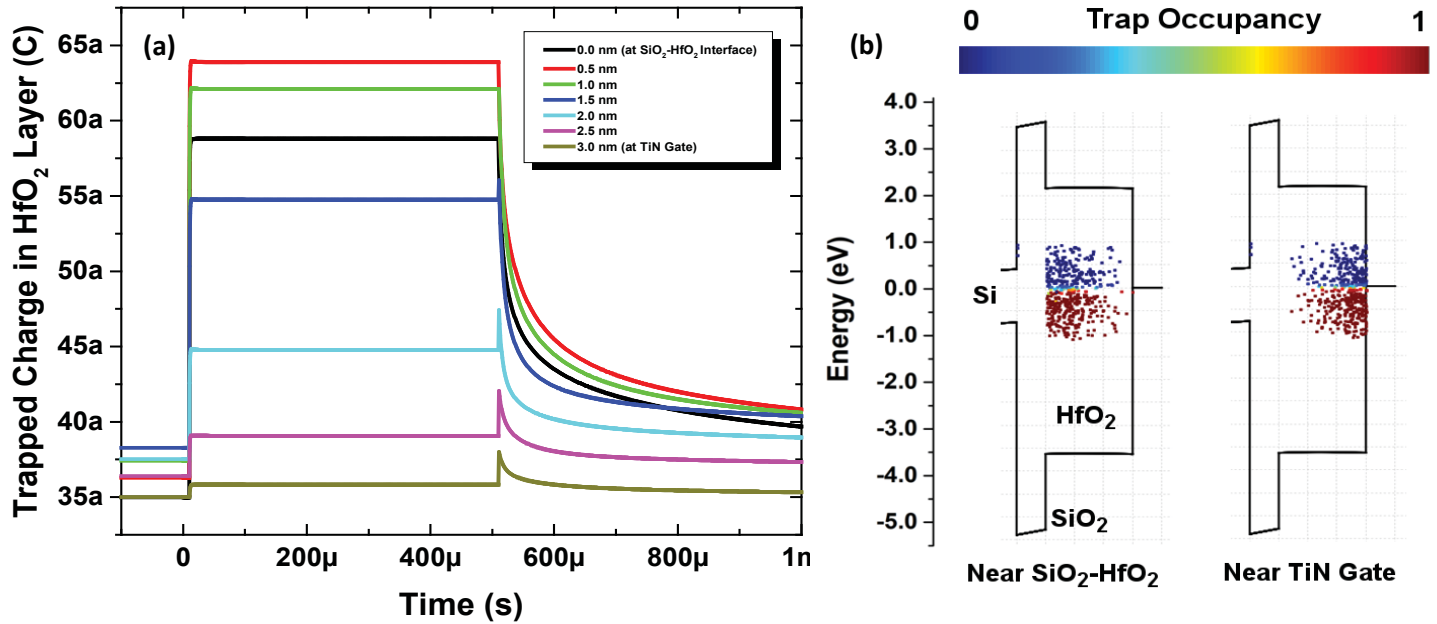 (a)
Trapped Charge in HfO₂ Layer (C)
65a
60a
55a
50a
45a
40a
35a
0.0 nm (at SiO₂-HfO₂ Interface)
0.5 nm
1.0 nm
1.5 nm
2.0 nm
2.5 nm
3.0 nm (at TiN Gate)
0
200µ
400µ
600µ
800µ
1r
Time (s)
(b)
0 Trap Occupancy 1
Energy (eV)
4.0
3.0
2.0
1.0
0.0
-1.0
-2.0
-3.0
-4.0
-5.0
Si
HfO₂
SiO₂
Near SiO₂-HfO₂
Near TiN Gate